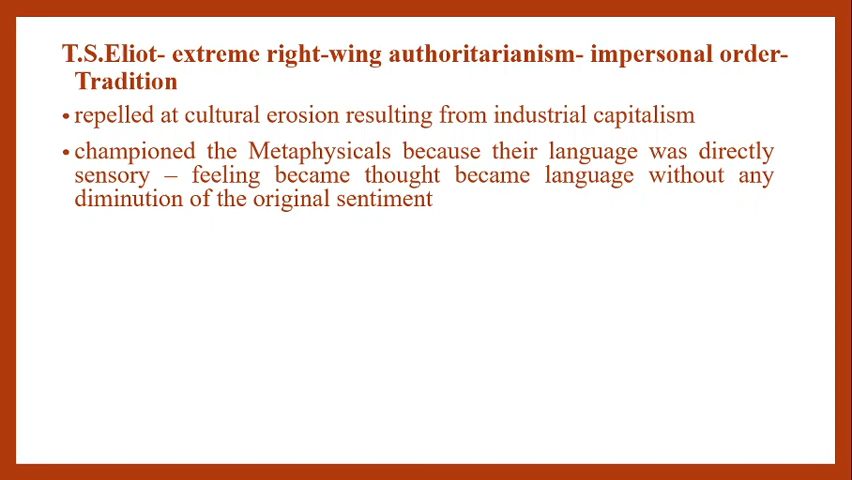 T.S.Eliot- extreme right-wing authoritarianism- impersonal order-
Tradition
• repelled at cultural erosion resulting from industrial capitalism
• championed the Metaphysicals because their language was directly
sensory – feeling became thought became language without any
diminution of the original sentiment